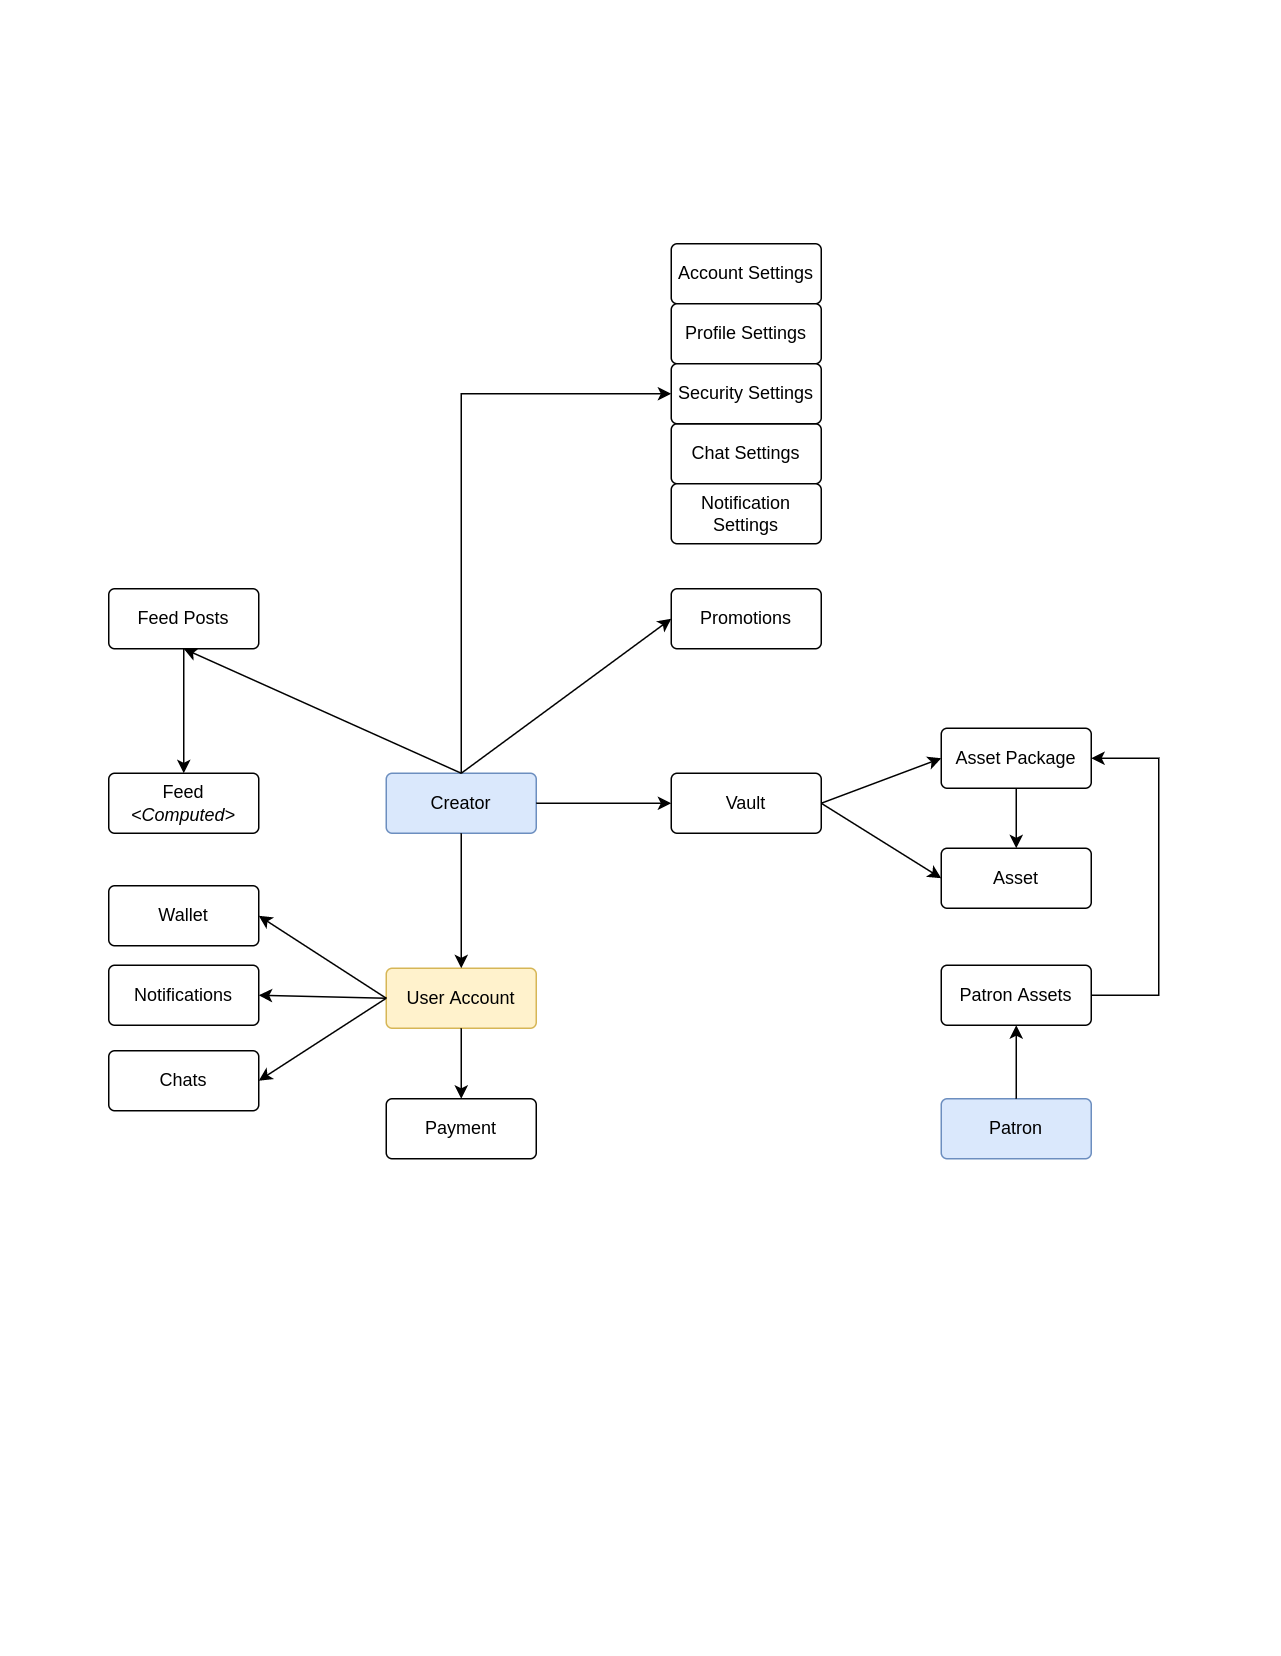 Account Settings
Profile Settings
Security Settings
Chat Settings
Notification
Settings
Feed Posts
Promotions
Asset Package
Feed
<Computed>
Creator
Vault
Asset
Wallet
Notifications
User Account
Patron Assets
Chats
Payment
Patron